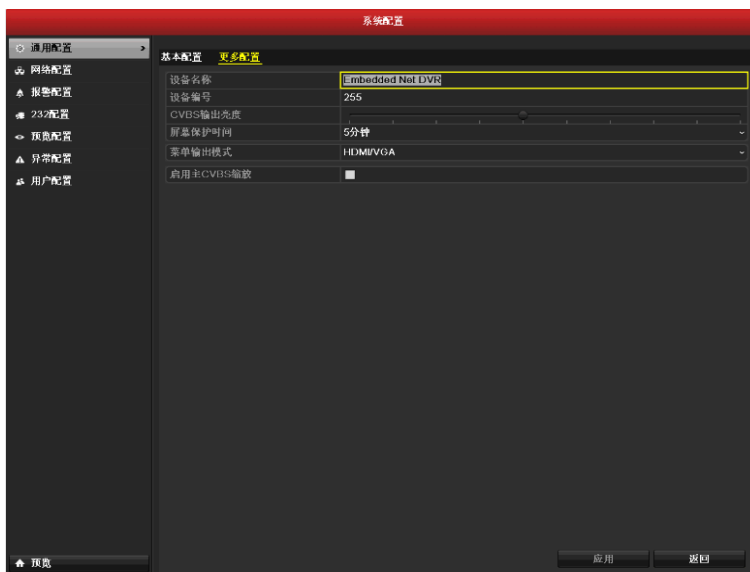 系统配置
通用配置
网络配置
报警配置
232配置
预览配置
异常配置
用户配置
预览
基本配置 更多配置
设备名称 Embedded Net DVR
设备编号 255
CVBS输出亮度
屏幕保护时间 5分钟
菜单输出模式 HDMI/VGA
启用主CVBS缩放
应用 返回